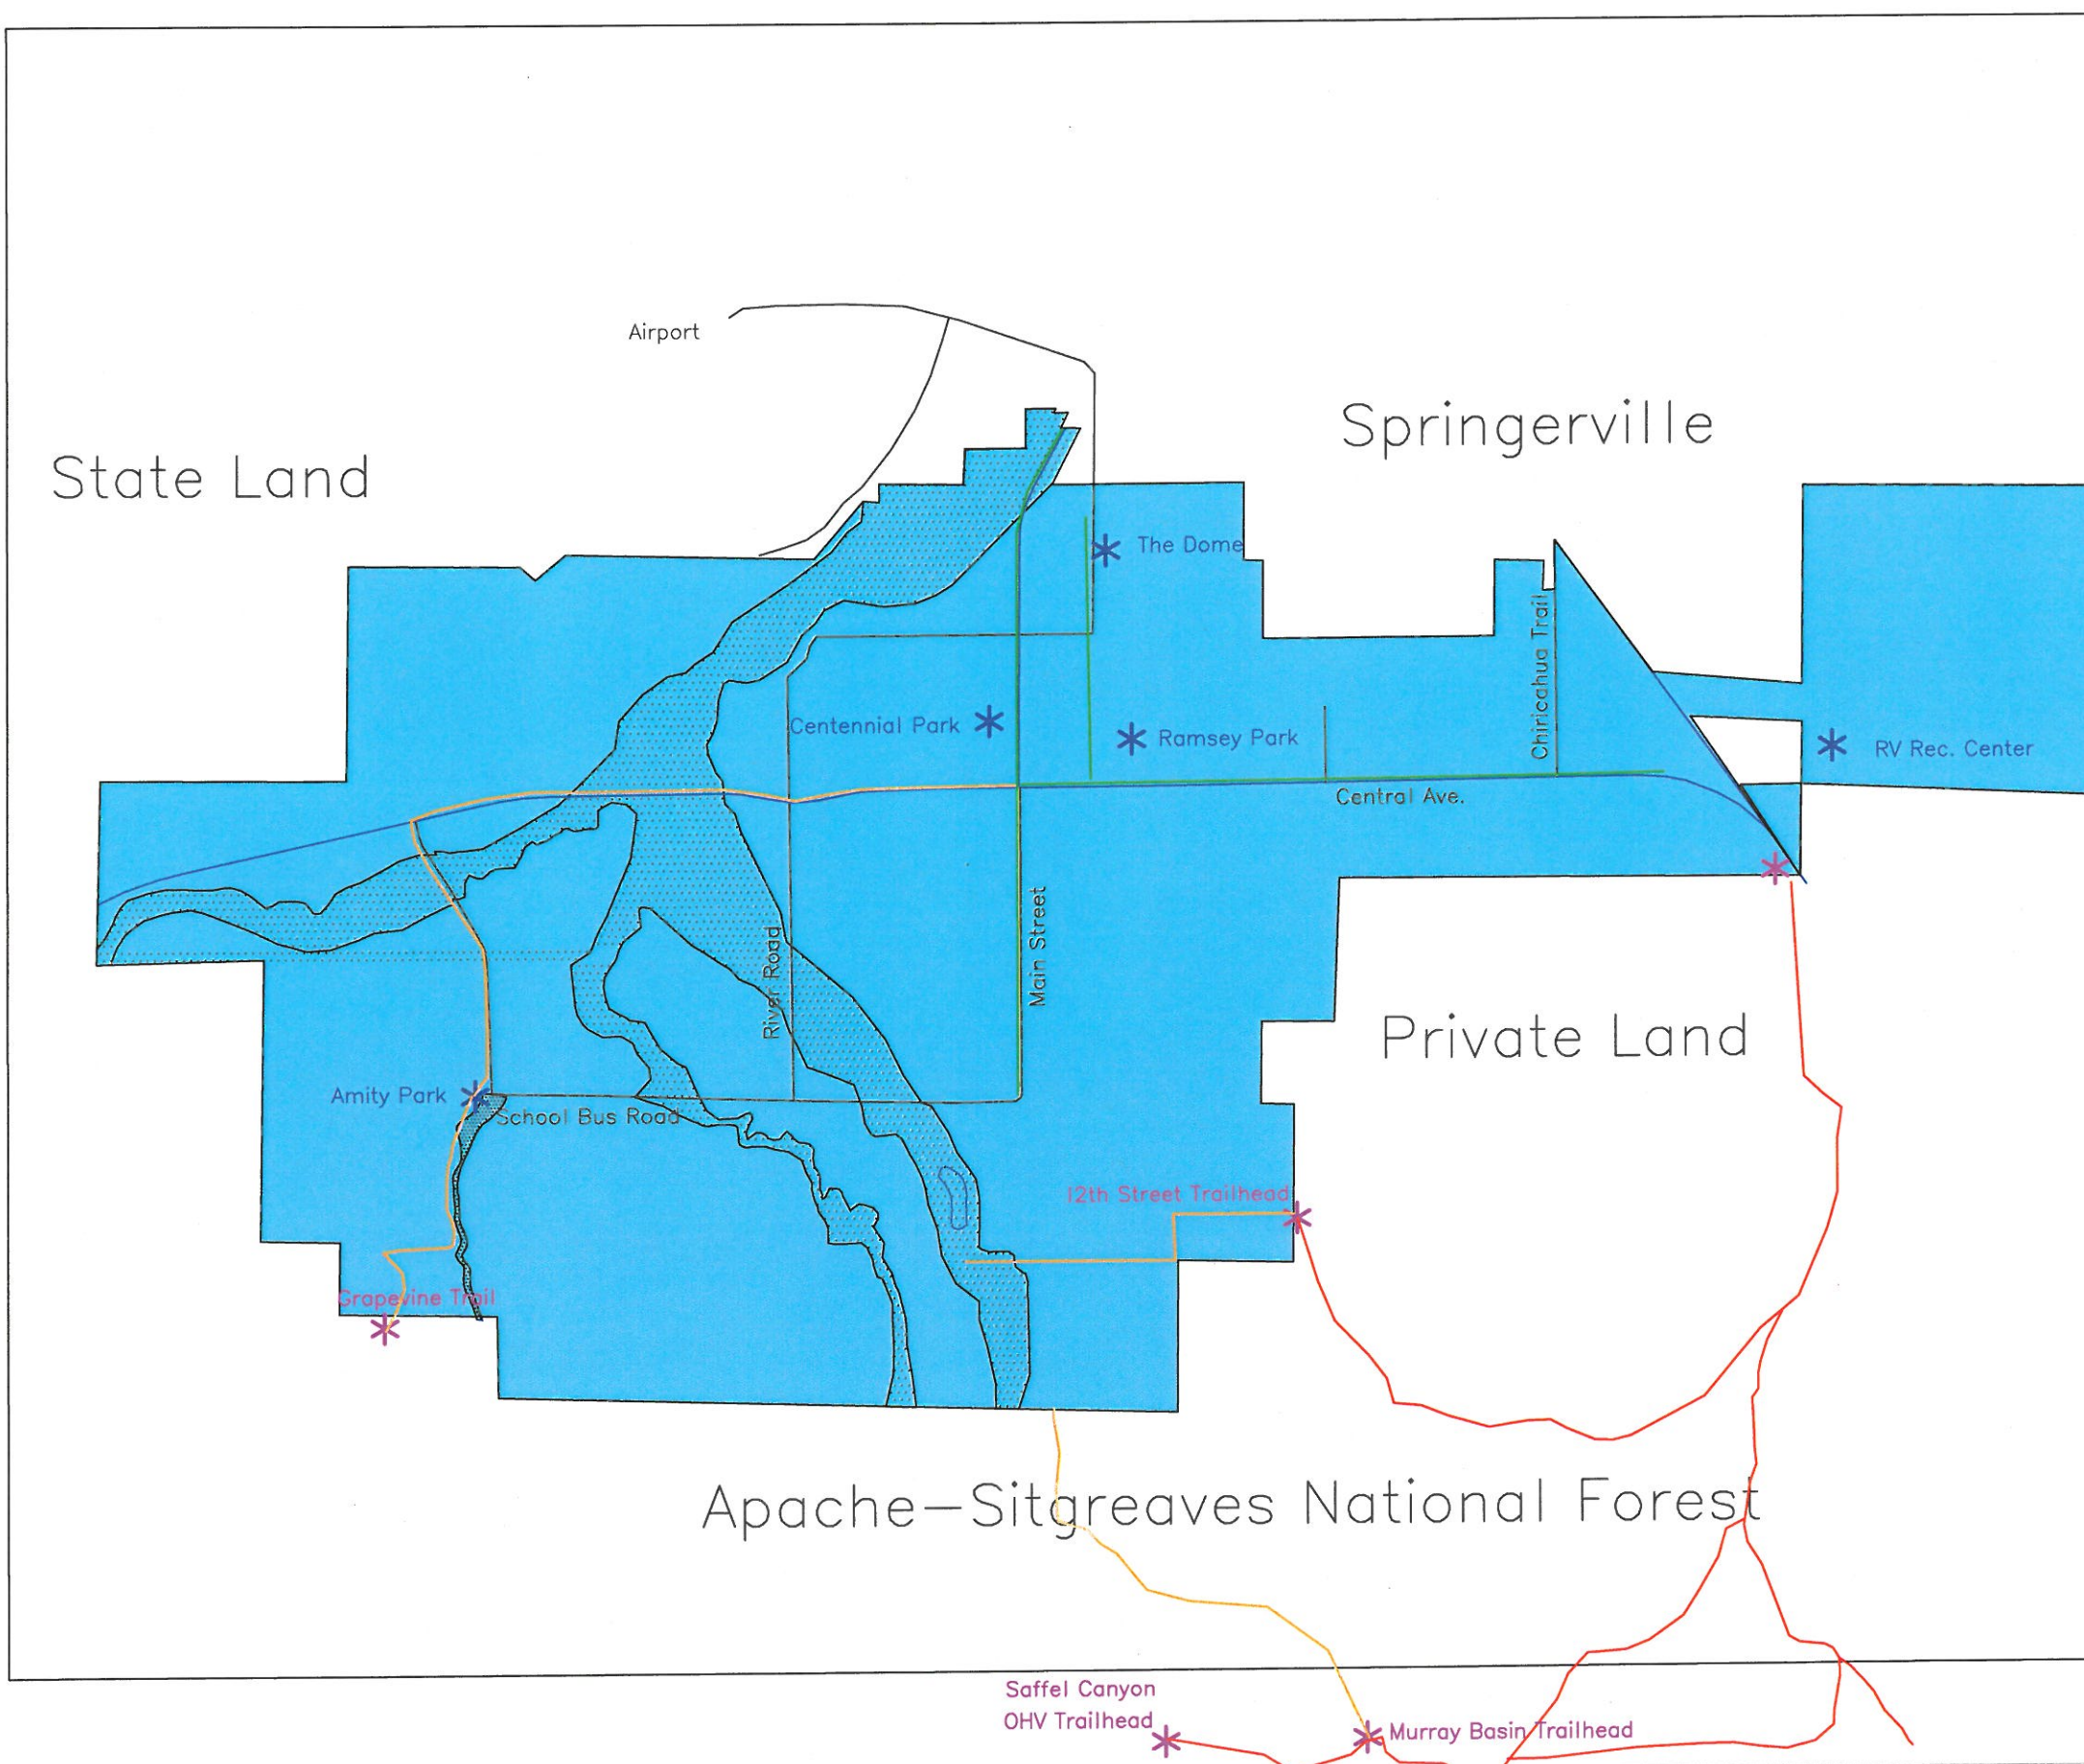 Airport
Springerville
State Land
The Dome
Chiricahua Trail
Centennial Park
Ramsey Park
RV Rec. Center
Central Ave.
Main Street
River Road
Private Land
Amity Park
School Bus Road
12th Street Trailhead
Grapevine Trail
Apache-Sitgreaves National Forest
Saffel Canyon
OHV Trailhead
Murray Basin Trailhead